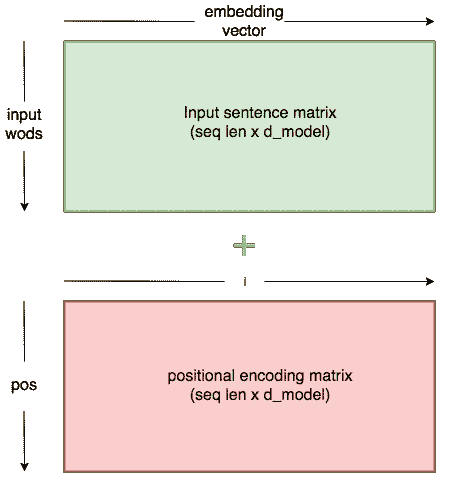 embedding
vector
input
wods
Input sentence matrix
(seq len x d_model)
+
i
pos
positional encoding matrix
(seq len x d_model)